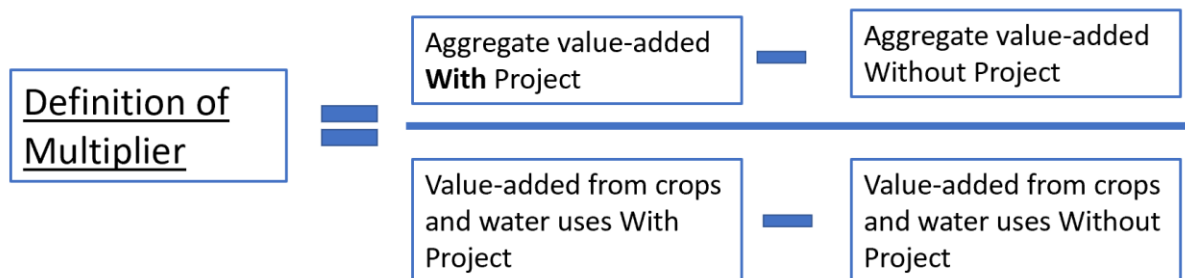 Definition of
Multiplier
Aggregate value-added
With Project
Aggregate value-added
Without Project
Value-added from crops
and water uses With
Project
Value-added from crops
and water uses Without
Project